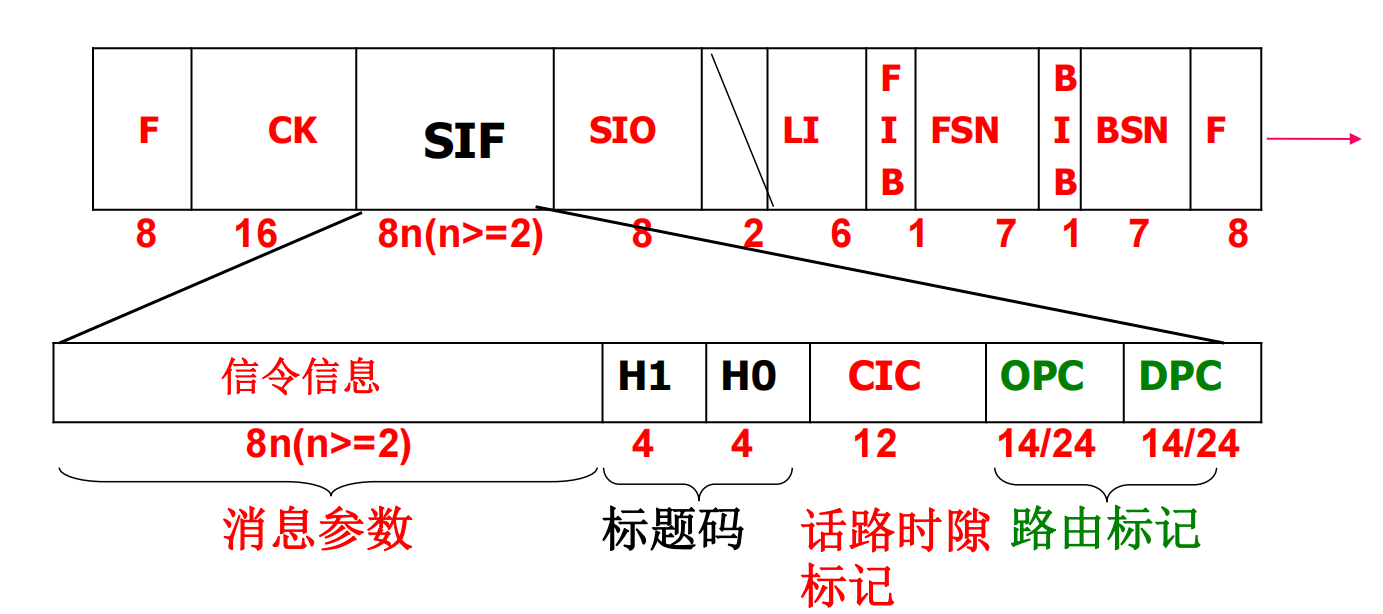 F CK SIF SIO LI FIB FSN BIB BSN F
8 16 8n(n>=2) 8 2 6 1 7 1 7 8
信令信息 H1 H0 CIC OPC DPC
8n(n>=2) 4 4 12 14/24 14/24
消息参数 标题码 话路时隙 路由标记
标记